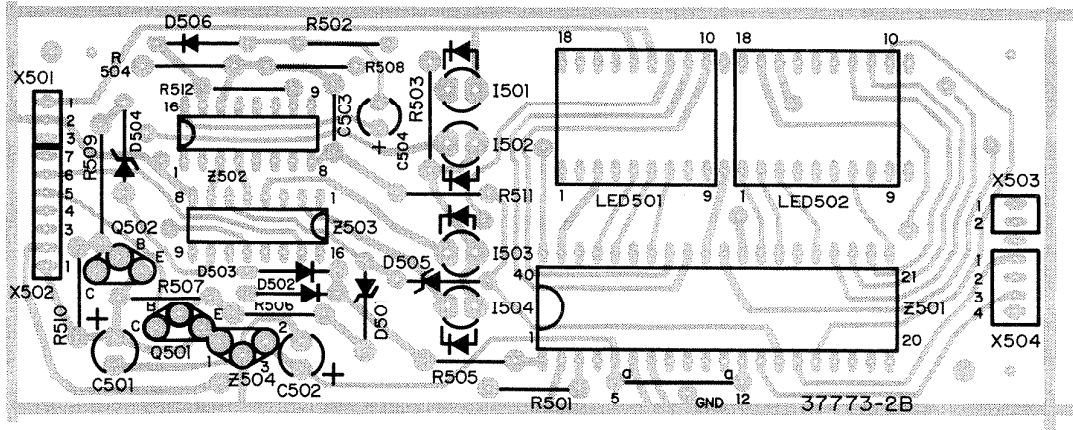 D506
R502
18
10
18
10
R
504
R508
X501
R512
16
9
C5C3
R503
I501
1
2
3
R509
D504
C504
+
I502
7
6
5
4
3
1
1
Z502
8
8
1
R511
1
9
LED501
1
9
LED502
X503
1
2
Q502
B
E
C
9
16
Z503
I503
D503
D505
40
21
1
2
3
4
X502
R507
D502
R506
D501
I504
Z501
R510
+
B
C
E
Q501
1
2
3
1
20
X504
C501
Z504
C502
+
R505
R501
a
a
5
GND
12
37773-2B